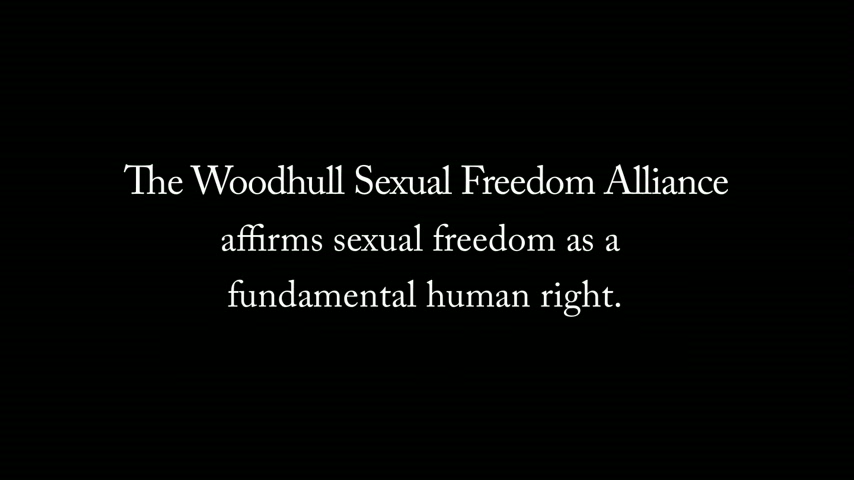 The Woodhull Sexual Freedom Alliance
affirms sexual freedom as a
fundamental human right.